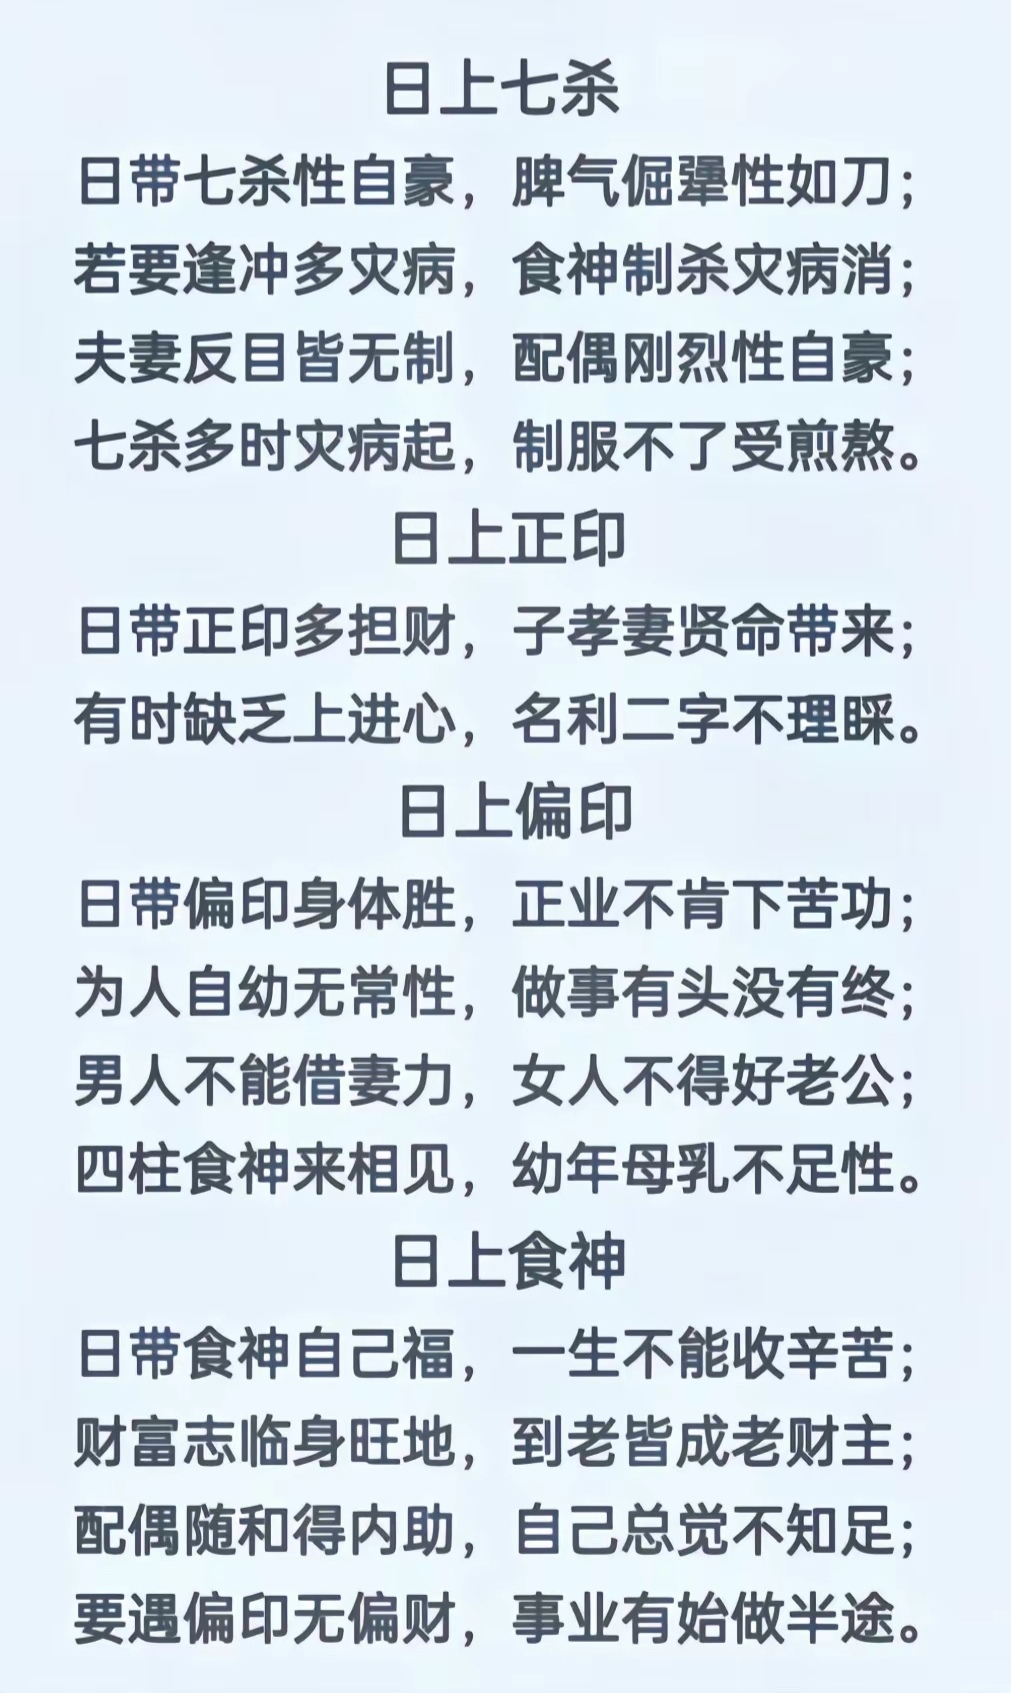 日上七杀
日带七杀性自豪，脾气倔犟性如刀；
若要逢冲多灾病，食神制杀灾病消；
夫妻反目皆无制，配偶刚烈性自豪；
七杀多时灾病起，制服不了受煎熬。
日上正印
日带正印多担财，子孝妻贤命带来；
有时缺乏上进心，名利二字不理睬。
日上偏印
日带偏印身体胜，正业不肯下苦功；
为人自幼无常性，做事有头没有终；
男人不能借妻力，女人不得好老公；
四柱食神来相见，幼年母乳不足性。
日上食神
日带食神自己福，一生不能收辛苦；
财富志临身旺地，到老皆成老财主；
配偶随和得内助，自己总觉不知足；
要遇偏印无偏财，事业有始做半途。